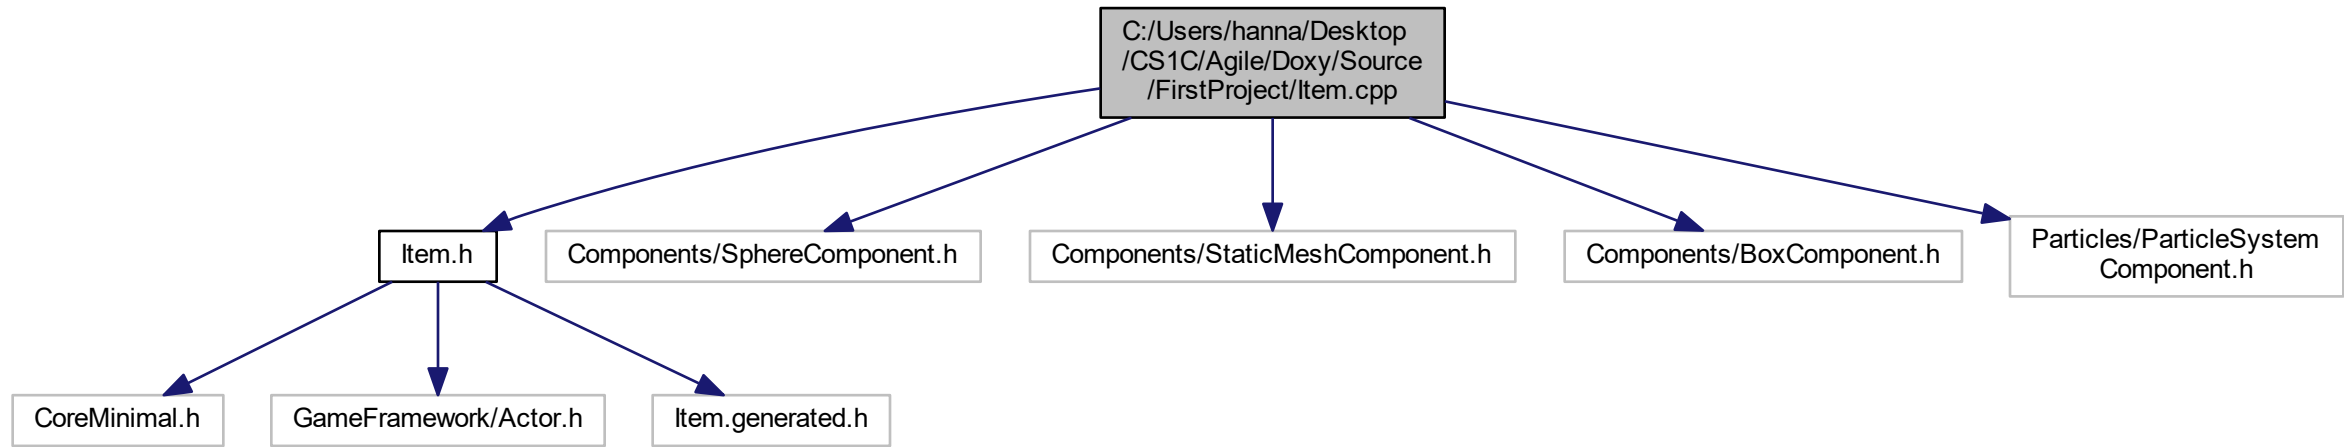 C:/Users/hanna/Desktop
/CS1C/Agile/Doxy/Source
/FirstProject/Item.cpp
Item.h
Components/SphereComponent.h
Components/StaticMeshComponent.h
Components/BoxComponent.h
Particles/ParticleSystem
Component.h
CoreMinimal.h
GameFramework/Actor.h
Item.generated.h